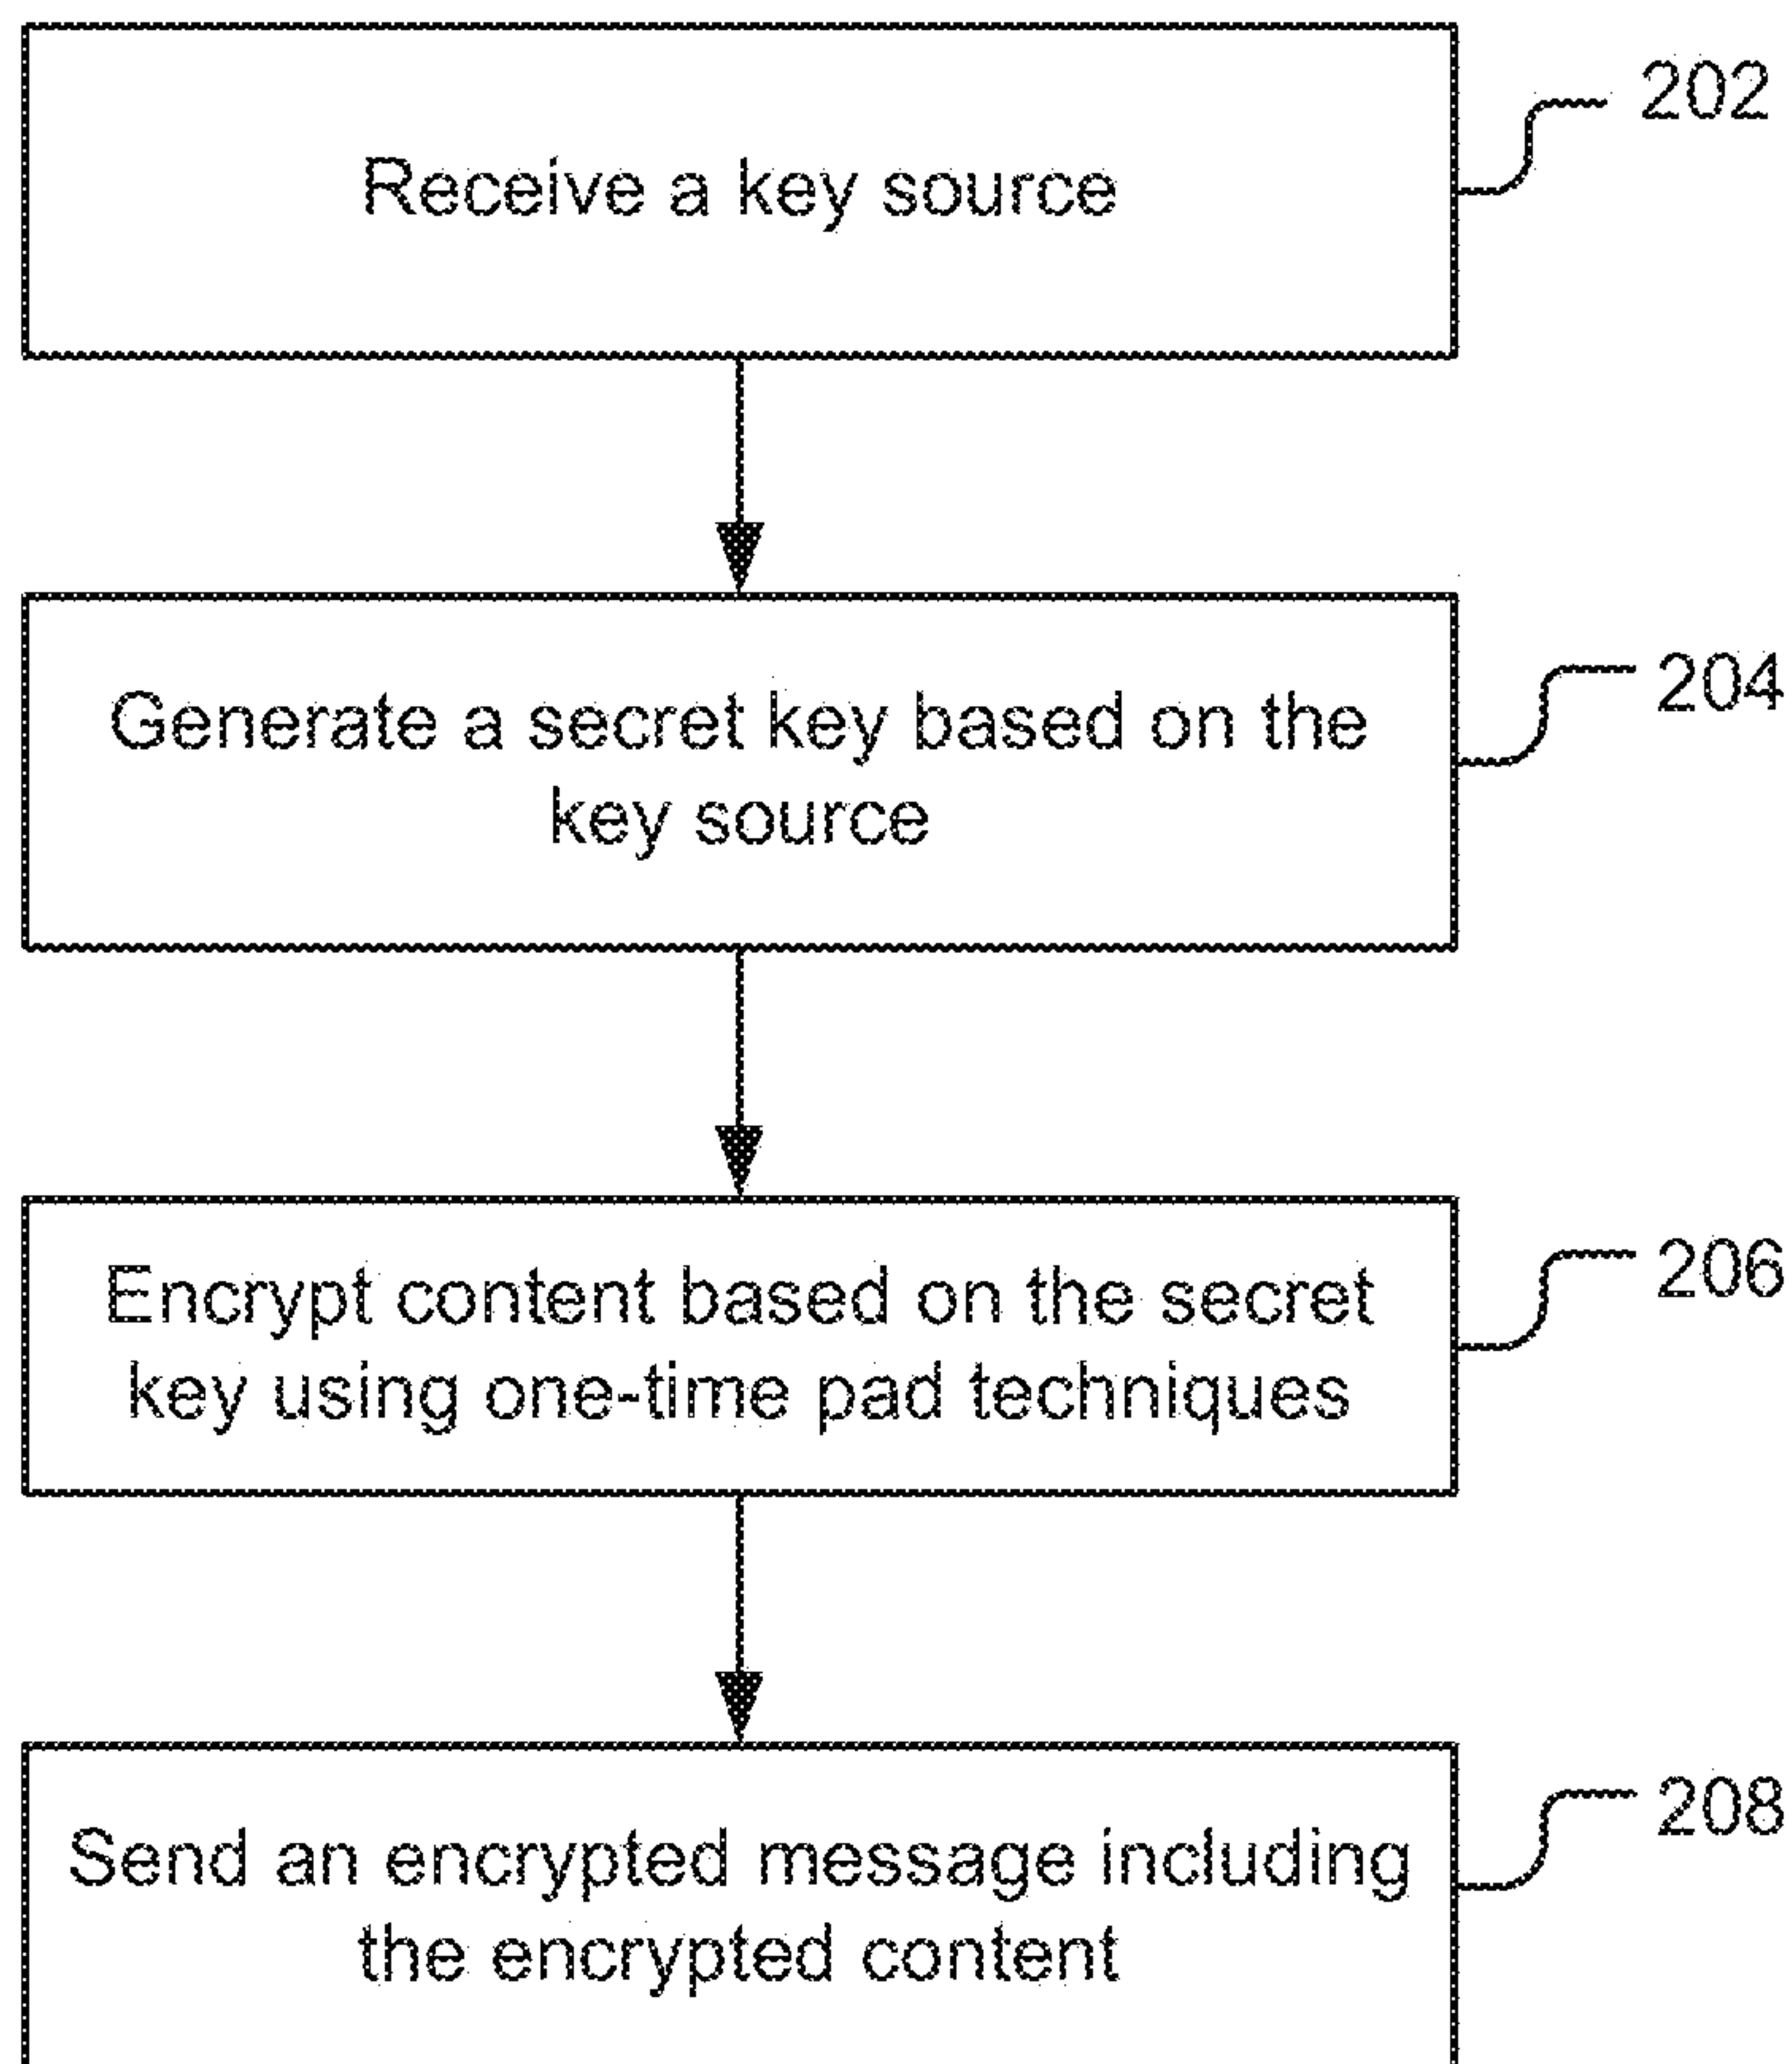 202
Receive a key source
204
Generate a secret key based on the
key source
206
Encrypt content based on the secret
key using one-time pad techniques
208
Send an encrypted message including
the encrypted content